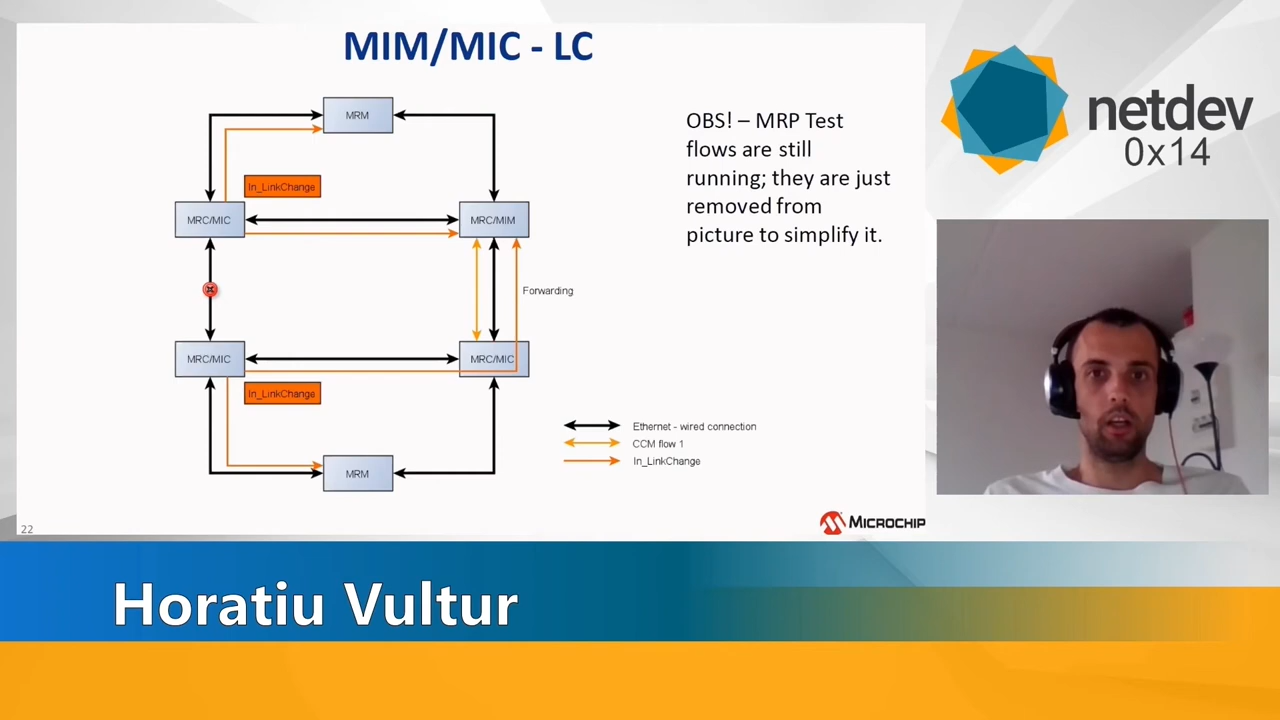 MIM/MIC - LC
MRM
In_LinkChange
MRC/MIC
MRC/MIM
Forwarding
MRC/MIC
MRC/MIC
In_LinkChange
MRM
Ethernet - wired connection
CCM flow 1
In_LinkChange
OBS! – MRP Test
flows are still
running; they are just
removed from
picture to simplify it.
22
MICROCHIP
netdev
0x14
Horatiu Vultur